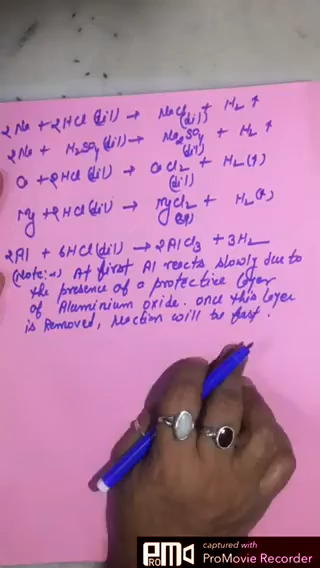 2Na + 2HCl (dil) → NaCl + H₂ ↑
(dil)
2Na + H₂SO₄ (dil) → Na₂SO₄ + H₂ ↑
(dil)
Ca + 2HCl (dil) → CaCl₂ + H₂ (↑)
(dil)
Mg + 2HCl (dil) → MgCl₂ + H₂ (↑)
2Al + 6HCl (dil) → 2AlCl₃ + 3H₂
(Note:→) At first Al reacts slowly due to
the presence of a protective layer
of Aluminium oxide. once this layer
is Removed, reaction will be fast.
PRO
captured with
ProMovie Recorder